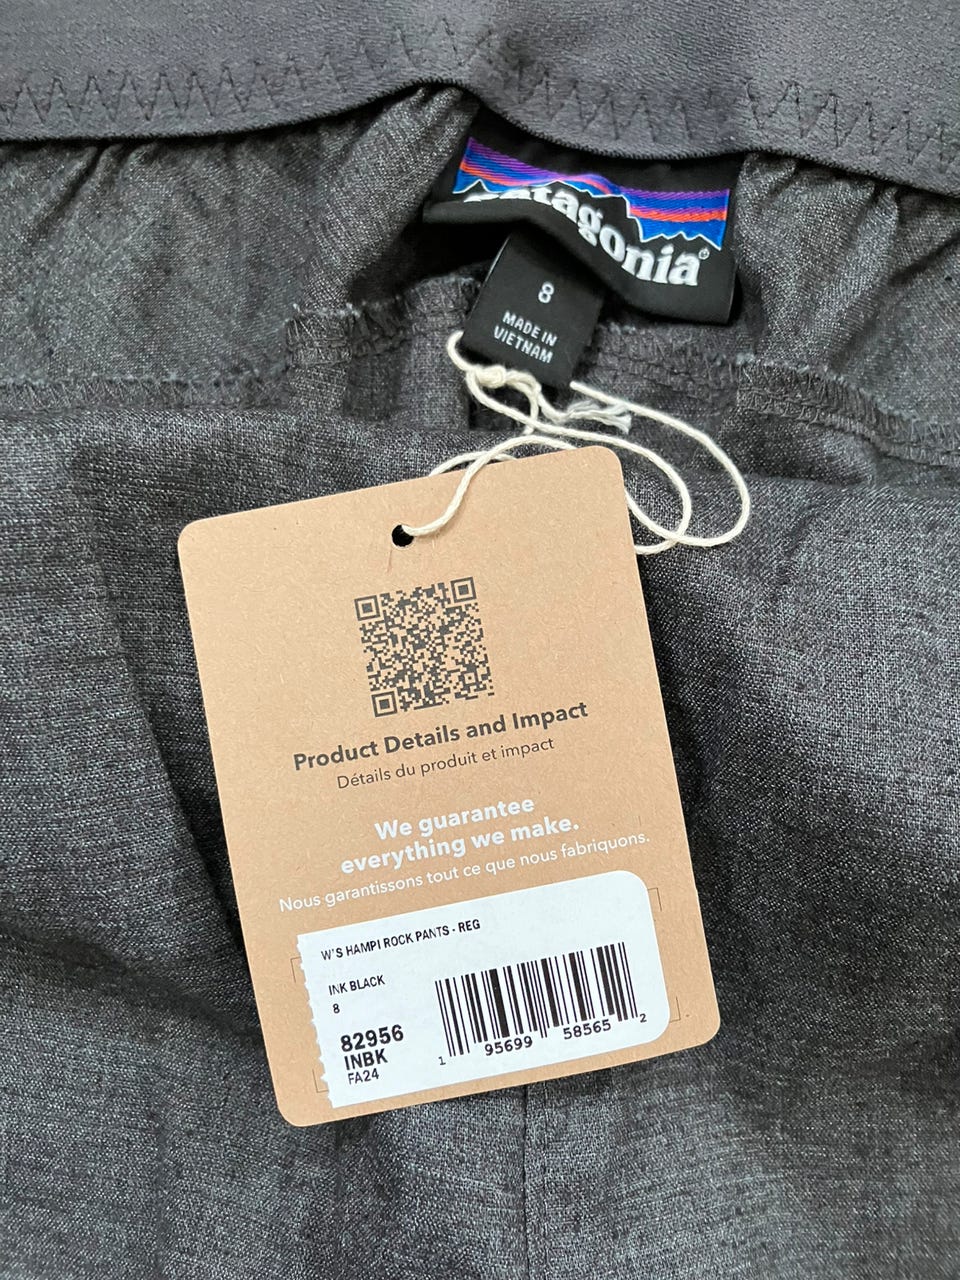 patagonia®
8
MADE IN
VIETNAM
Product Details and Impact
Détails du produit et impact
We guarantee
everything we make.
Nous garantissons tout ce que nous fabriquons.
W'S HAMPI ROCK PANTS - REG
INK BLACK
8
82956
INBK
FA24
1 95699 58565 2